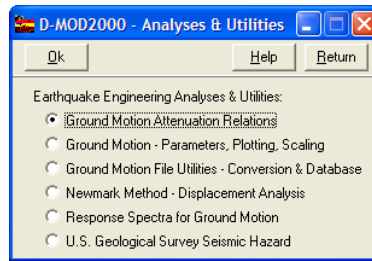 D-MOD2000 - Analyses & Utilities
Ok Help Return
Earthquake Engineering Analyses & Utilities:
Ground Motion Attenuation Relations
Ground Motion - Parameters, Plotting, Scaling
Ground Motion File Utilities - Conversion & Database
Newmark Method - Displacement Analysis
Response Spectra for Ground Motion
U.S. Geological Survey Seismic Hazard